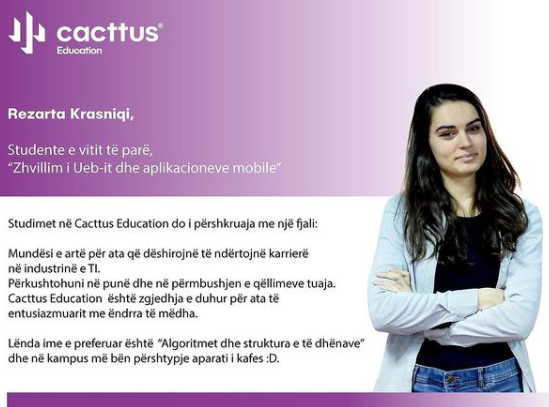 cacttus®
Education
Rezarta Krasniqi,
Studente e vitit të parë,
“Zhvillim i Ueb-it dhe aplikacioneve mobile”
Studimet në Cacttus Education do i përshkruaja me një fjali:
Mundësi e artë për ata që dëshirojnë të ndërtojnë karrierë
në industrinë e TI.
Përkushtohuni në punë dhe në përmbushjen e qëllimeve tuaja.
Cacttus Education është zgjedhja e duhur për ata të
entusiazmuarit me ëndrra të mëdha.
Lënda ime e preferuar është “Algoritmet dhe struktura e të dhënave”
dhe në kampus më bën përshtypje aparati i kafes :D.